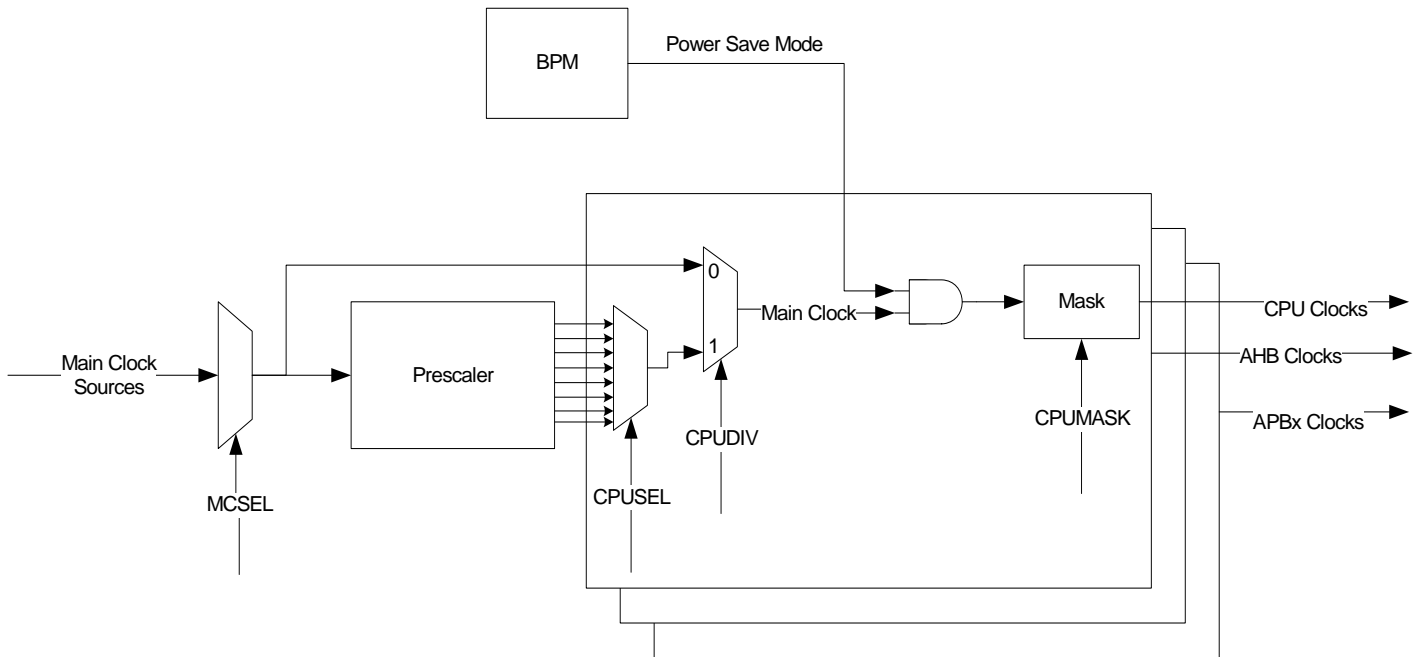 BPM
Power Save Mode
0
1
Main Clock
Mask
CPU Clocks
Main Clock
Sources
Prescaler
AHB Clocks
APBx Clocks
CPUMASK
CPUDIV
CPUSEL
MCSEL